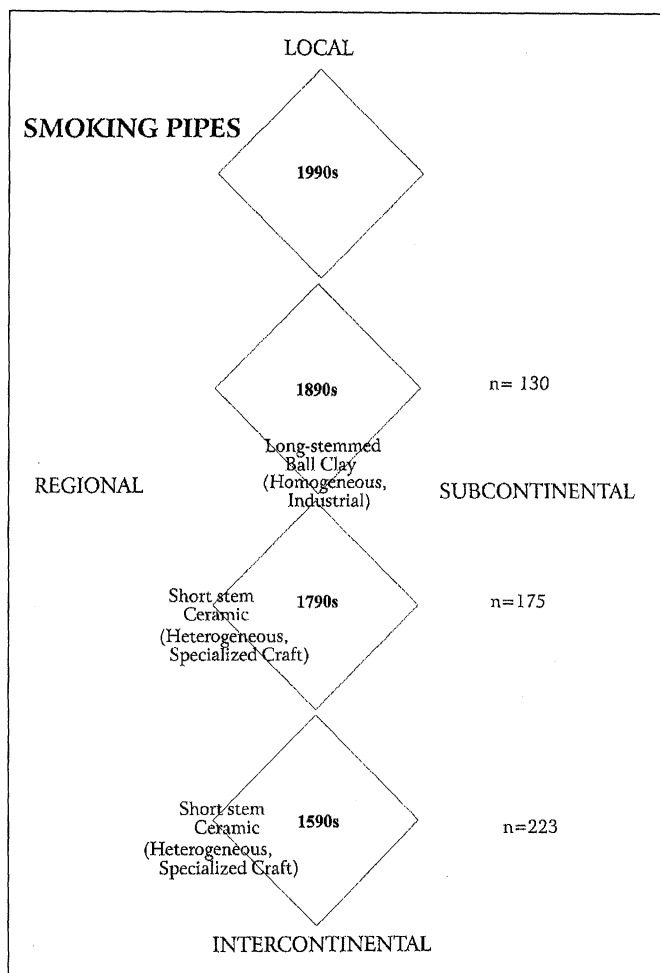 LOCAL
SMOKING PIPES
1990s
1890s
n= 130
Long-stemmed
Ball Clay
(Homogeneous,
Industrial)
REGIONAL
SUBCONTINENTAL
Short stem
Ceramic
(Heterogeneous,
Specialized Craft)
1790s
n=175
Short stem
Ceramic
(Heterogeneous,
Specialized Craft)
1590s
n=223
INTERCONTINENTAL